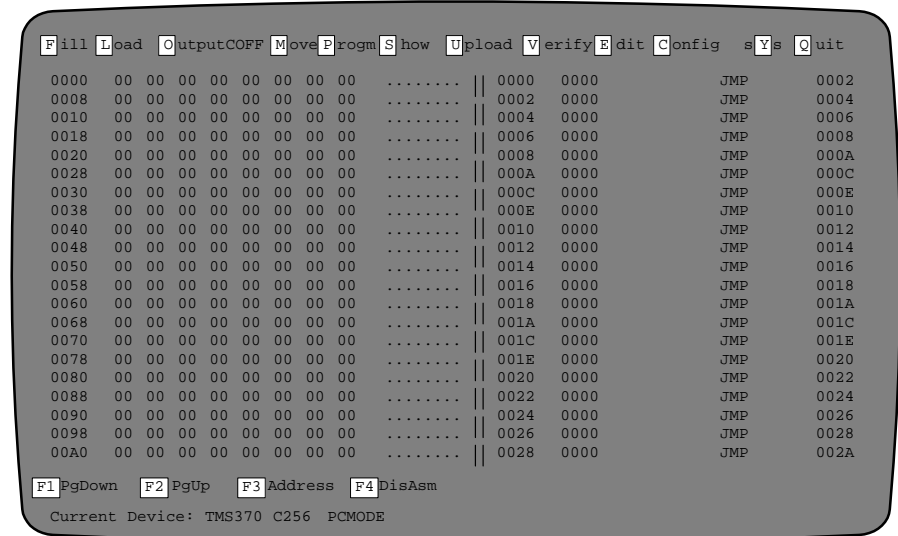 Fill Load OutputCOFF Move Progm Show Upload Verify Edit Config sYs Quit
0000 00 00 00 00 00 00 00 00 ........ || 0000 0000 JMP 0002
0008 00 00 00 00 00 00 00 00 ........ || 0002 0000 JMP 0004
0010 00 00 00 00 00 00 00 00 ........ || 0004 0000 JMP 0006
0018 00 00 00 00 00 00 00 00 ........ || 0006 0000 JMP 0008
0020 00 00 00 00 00 00 00 00 ........ || 0008 0000 JMP 000A
0028 00 00 00 00 00 00 00 00 ........ || 000A 0000 JMP 000C
0030 00 00 00 00 00 00 00 00 ........ || 000C 0000 JMP 000E
0038 00 00 00 00 00 00 00 00 ........ || 000E 0000 JMP 0010
0040 00 00 00 00 00 00 00 00 ........ || 0010 0000 JMP 0012
0048 00 00 00 00 00 00 00 00 ........ || 0012 0000 JMP 0014
0050 00 00 00 00 00 00 00 00 ........ || 0014 0000 JMP 0016
0058 00 00 00 00 00 00 00 00 ........ || 0016 0000 JMP 0018
0060 00 00 00 00 00 00 00 00 ........ || 0018 0000 JMP 001A
0068 00 00 00 00 00 00 00 00 ........ || 001A 0000 JMP 001C
0070 00 00 00 00 00 00 00 00 ........ || 001C 0000 JMP 001E
0078 00 00 00 00 00 00 00 00 ........ || 001E 0000 JMP 0020
0080 00 00 00 00 00 00 00 00 ........ || 0020 0000 JMP 0022
0088 00 00 00 00 00 00 00 00 ........ || 0022 0000 JMP 0024
0090 00 00 00 00 00 00 00 00 ........ || 0024 0000 JMP 0026
0098 00 00 00 00 00 00 00 00 ........ || 0026 0000 JMP 0028
00A0 00 00 00 00 00 00 00 00 ........ || 0028 0000 JMP 002A
F1 PgDown F2 PgUp F3 Address F4 DisAsm
Current Device: TMS370 C256 PCMODE